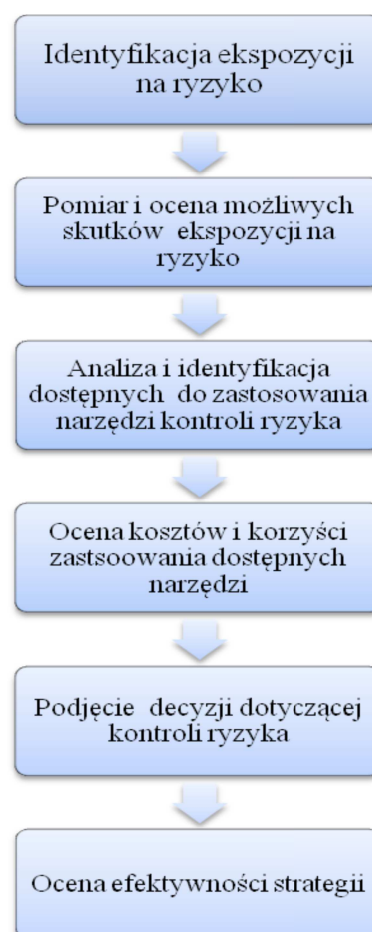 Identyfikacja ekspozycji
na ryzyko
Pomiar i ocena możliwych
skutków ekspozycji na
ryzyko
Analiza i identyfikacja
dostępnych do zastosowania
narzędzi kontroli ryzyka
Ocena kosztów i korzyści
zastsoowania dostępnych
narzędzi
Podjęcie decyzji dotyczącej
kontroli ryzyka
Ocena efektywności strategii